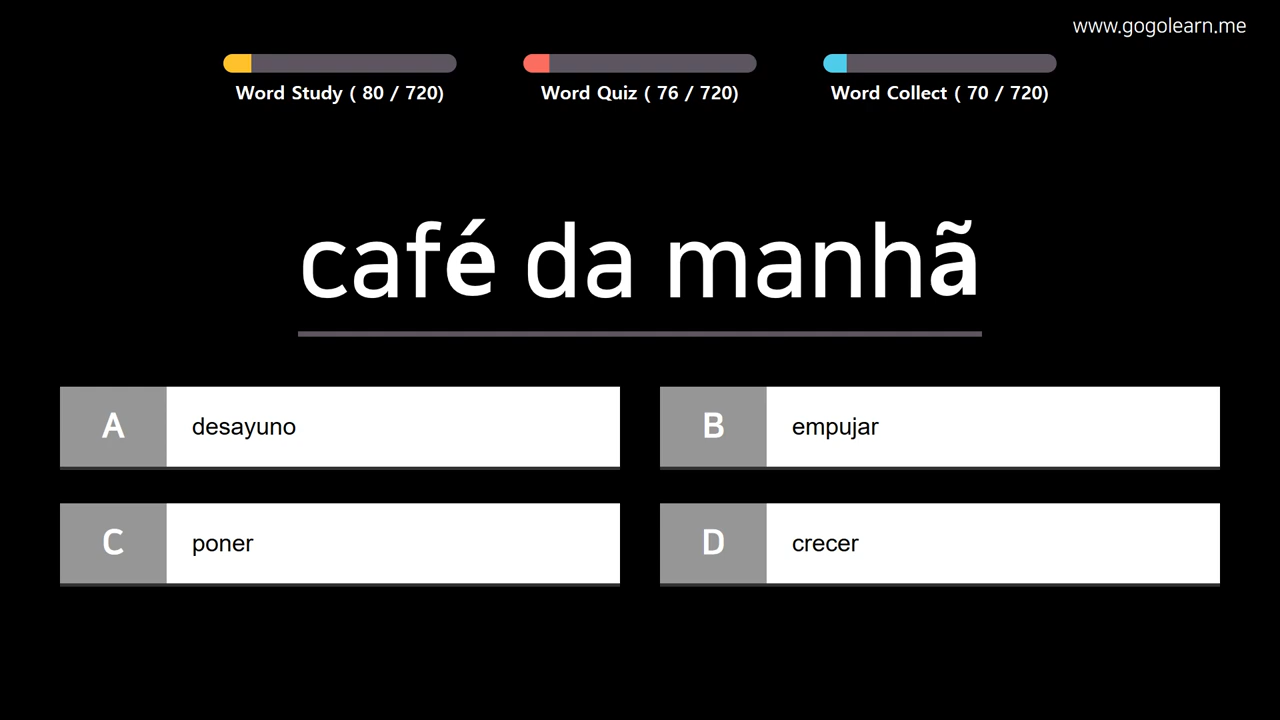 www.gogolearn.me
Word Study ( 80 / 720)
Word Quiz ( 76 / 720)
Word Collect ( 70 / 720)
café da manhã
A desayuno
B empujar
C poner
D crecer